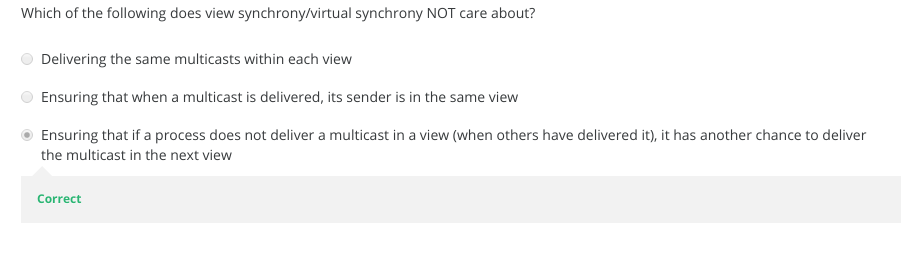 Which of the following does view synchrony/virtual synchrony NOT care about?
Delivering the same multicasts within each view
Ensuring that when a multicast is delivered, its sender is in the same view
Ensuring that if a process does not deliver a multicast in a view (when others have delivered it), it has another chance to deliver
the multicast in the next view
Correct